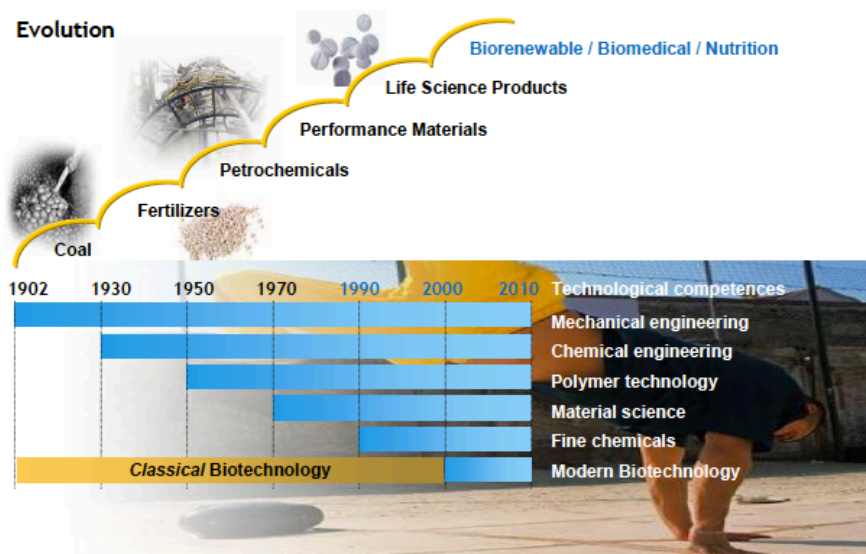 Evolution
Biorenewable / Biomedical / Nutrition
Life Science Products
Performance Materials
Petrochemicals
Fertilizers
Coal
1902 1930 1950 1970 1990 2000 2010 Technological competences
Mechanical engineering
Chemical engineering
Polymer technology
Material science
Fine chemicals
Classical Biotechnology Modern Biotechnology